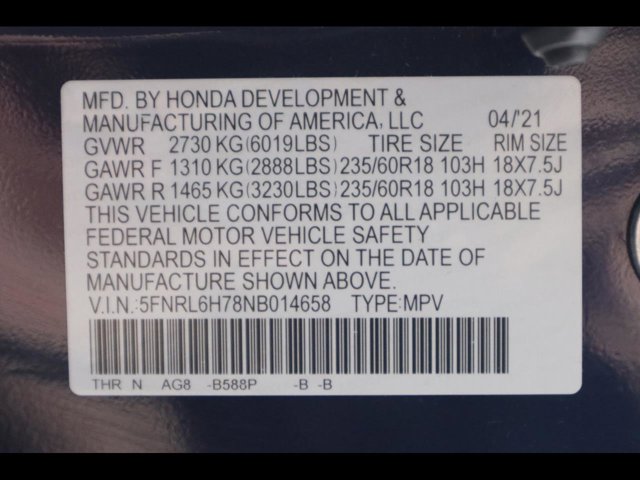 MFD. BY HONDA DEVELOPMENT &
MANUFACTURING OF AMERICA, LLC 04/'21
GVWR 2730 KG(6019LBS) TIRE SIZE RIM SIZE
GAWR F 1310 KG(2888LBS)235/60R18 103H 18X7.5J
GAWR R 1465 KG(3230LBS)235/60R18 103H 18X7.5J
THIS VEHICLE CONFORMS TO ALL APPLICABLE
FEDERAL MOTOR VEHICLE SAFETY
STANDARDS IN EFFECT ON THE DATE OF
MANUFACTURE SHOWN ABOVE.
V.I.N.:5FNRL6H78NB014658 TYPE:MPV
THR N AG8 -B588P -B -B